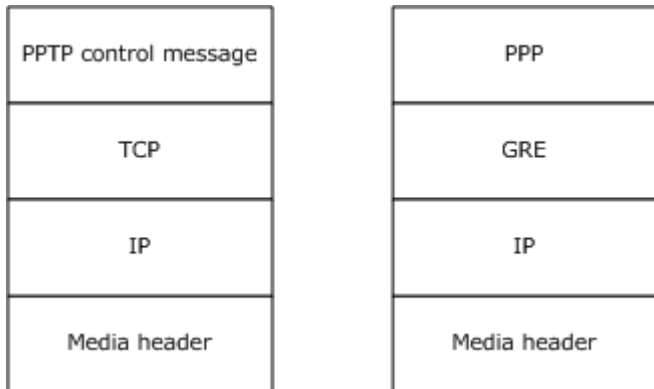 PPTP control message
TCP
IP
Media header
PPP
GRE
IP
Media header